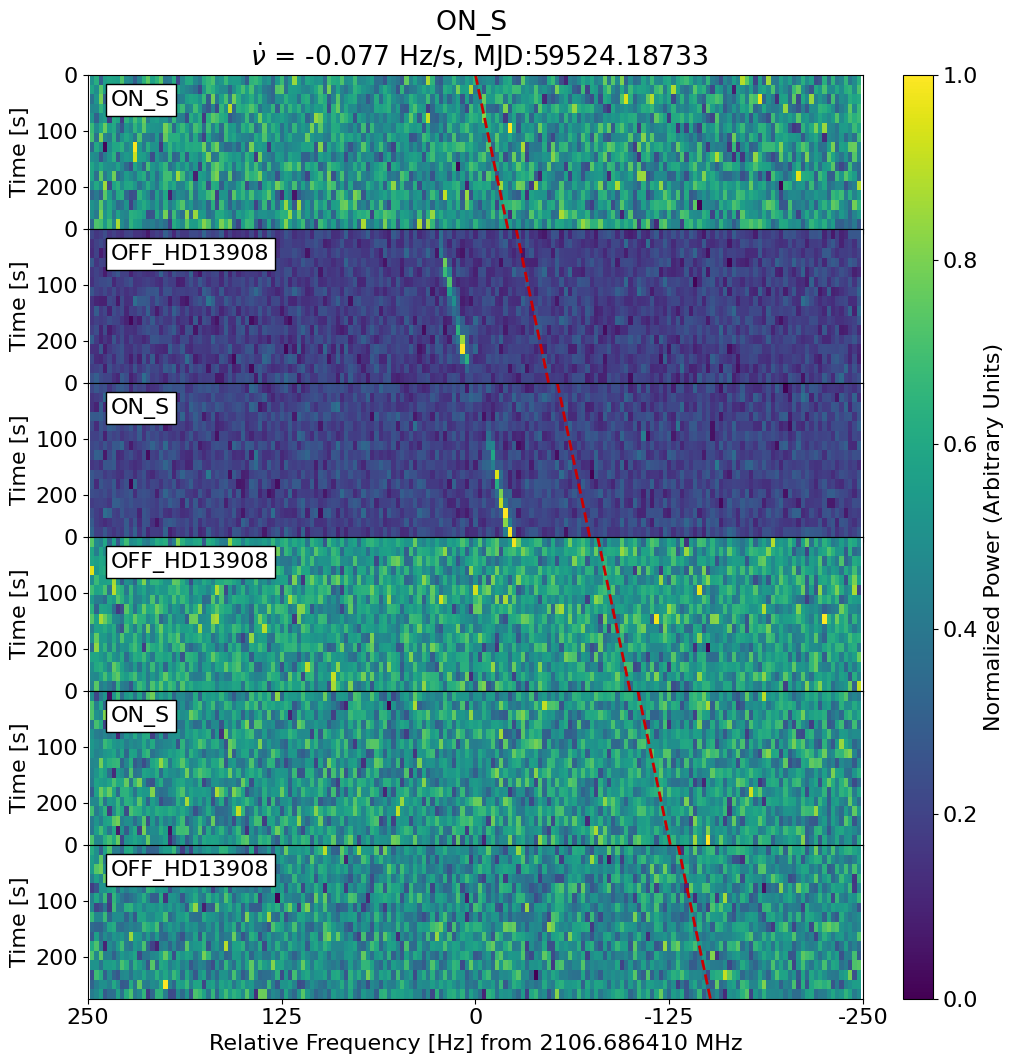 ON_S
ν̇ = -0.077 Hz/s, MJD:59524.18733
0
ON_S
100
200
Time [s]
0
OFF_HD13908
100
200
Time [s]
0
ON_S
100
200
Time [s]
0
OFF_HD13908
100
200
Time [s]
0
ON_S
100
200
Time [s]
0
OFF_HD13908
100
200
Time [s]
250 125 0 -125 -250
Relative Frequency [Hz] from 2106.686410 MHz
1.0
0.8
0.6
0.4
0.2
0.0
Normalized Power (Arbitrary Units)